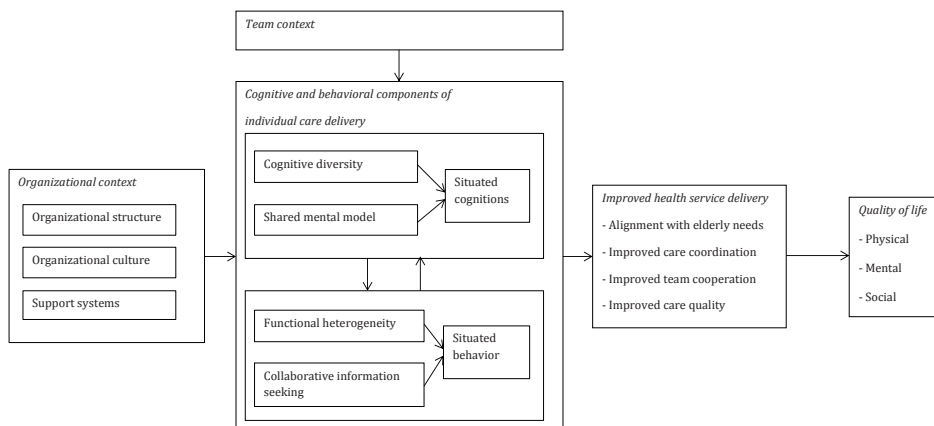 Team context
Cognitive and behavioral components of
individual care delivery
Cognitive diversity
Shared mental model
Situated
cognitions
Organizational context
Organizational structure
Organizational culture
Support systems
Functional heterogeneity
Collaborative information
seeking
Situated
behavior
Improved health service delivery
- Alignment with elderly needs
- Improved care coordination
- Improved team cooperation
- Improved care quality
Quality of life
- Physical
- Mental
- Social